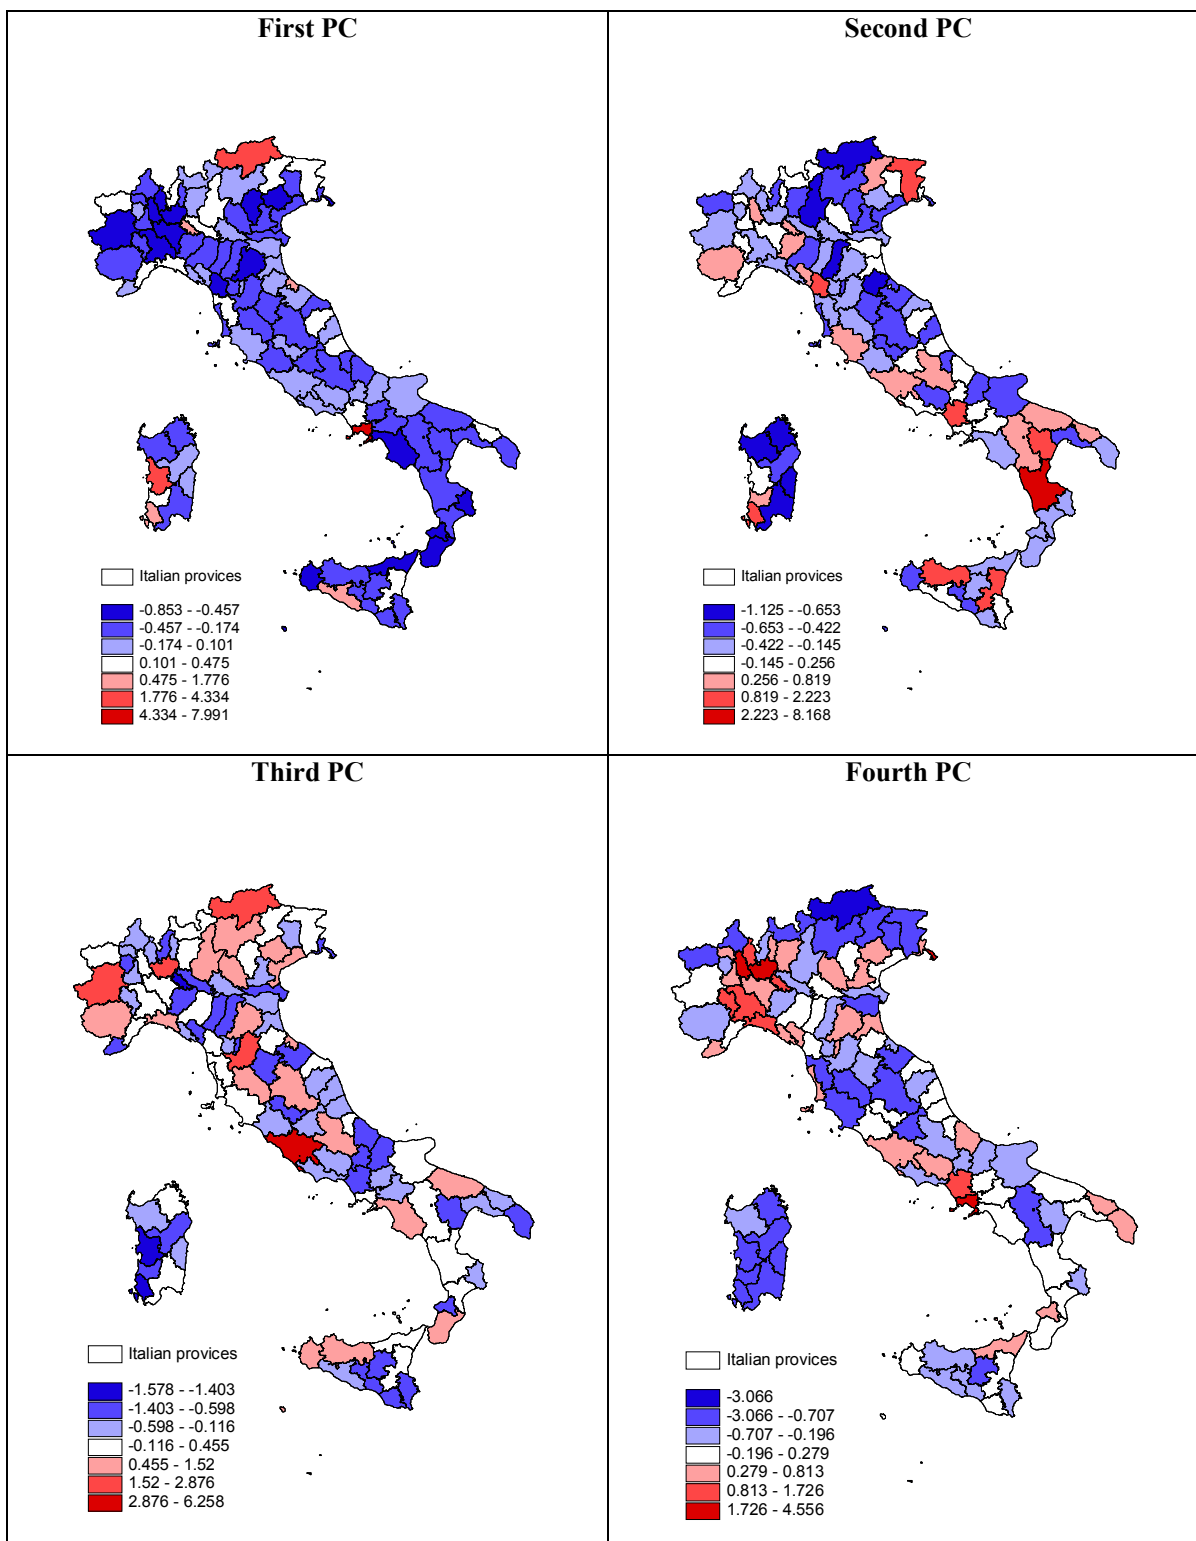 First PC
Second PC
Italian provices
-0.853 - -0.457
-0.457 - -0.174
-0.174 - 0.101
0.101 - 0.475
0.475 - 1.776
1.776 - 4.334
4.334 - 7.991
Italian provices
-1.125 - -0.653
-0.653 - -0.422
-0.422 - -0.145
-0.145 - 0.256
0.256 - 0.819
0.819 - 2.223
2.223 - 8.168
Third PC
Fourth PC
Italian provices
-1.578 - -1.403
-1.403 - -0.598
-0.598 - -0.116
-0.116 - 0.455
0.455 - 1.52
1.52 - 2.876
2.876 - 6.258
Italian provices
-3.066
-3.066 - -0.707
-0.707 - -0.196
-0.196 - 0.279
0.279 - 0.813
0.813 - 1.726
1.726 - 4.556